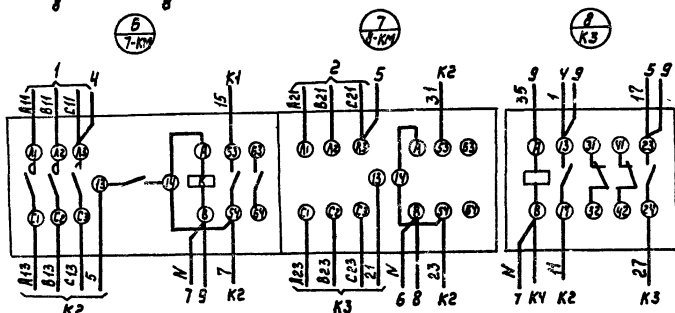 8 8
6
7-КМ
7
8-КМ
8
К3
1 4 К1
2 5 К2
9 4 9 5 9
А11 В11 С11 15
А21 В21 С21 31
35 1 17
А1 А2 А3 А 53 63
А1 А2 А3 А 53 63
А 13 31 41 23
13 14 К
13 14
С1 С2 С3 В 54 64
С1 С2 С3 В 54 64
В 14 32 42 24
А13 В13 С13 5 N 7
А23 В23 С23 21 N 23
N 11 27
К2 7 9 К2
К3 6 8 К2
7 К4 К2 К3